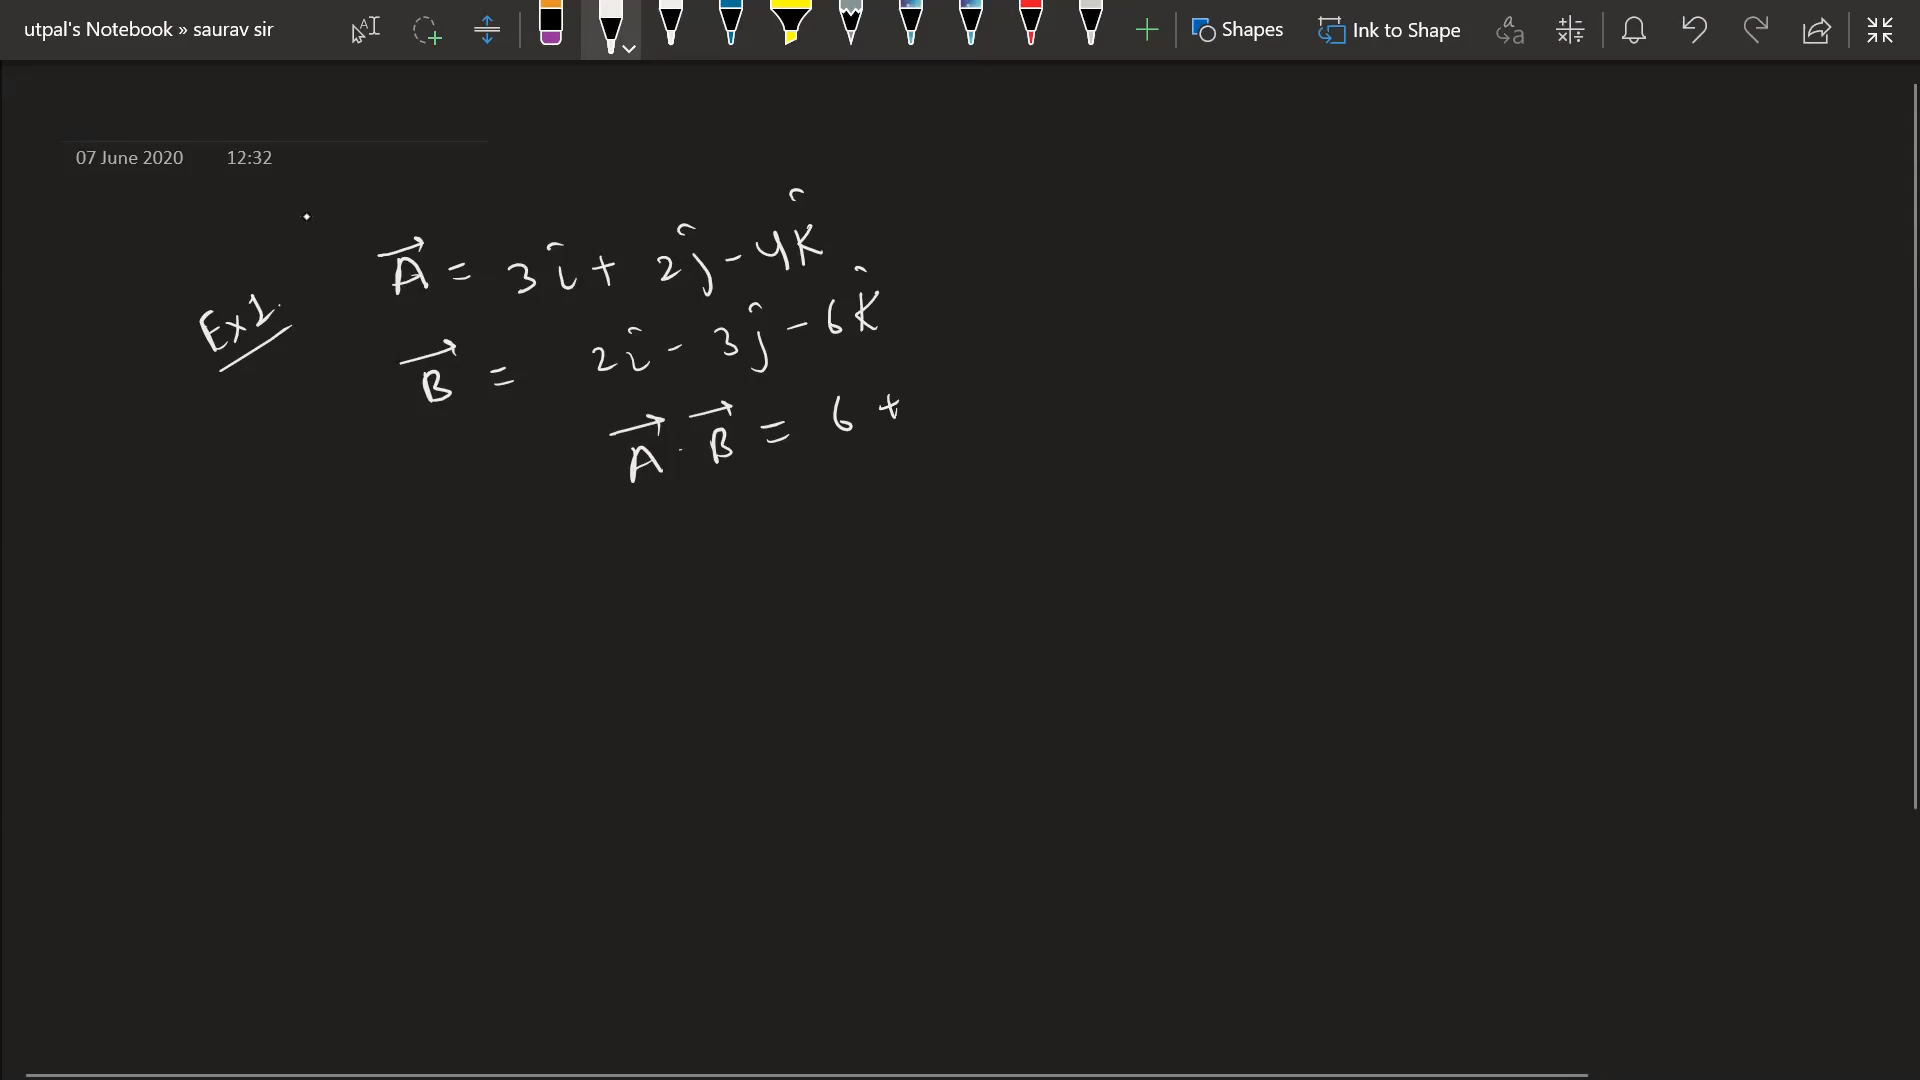 utpal's Notebook » saurav sir
Shapes
Ink to Shape
07 June 2020 12:32
Ex1.
A⃗ = 3î + 2ĵ - 4k̂
B⃗ = 2î - 3ĵ - 6k̂
A⃗ . B⃗ = 6 +